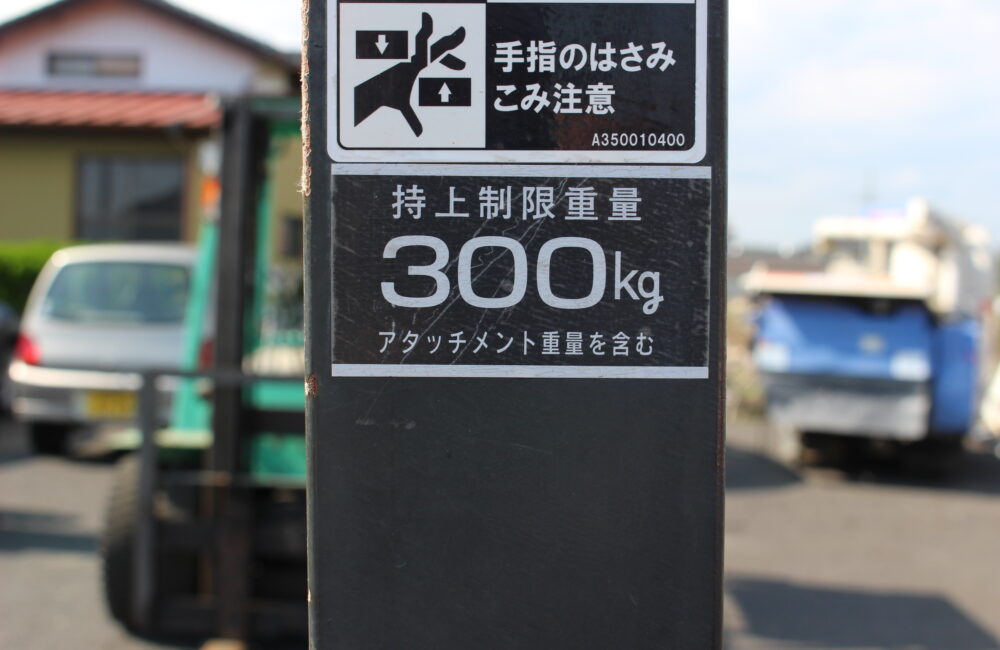 手指のはさみ
こみ注意
A350010400
持上制限重量
300kg
アタッチメント重量を含む